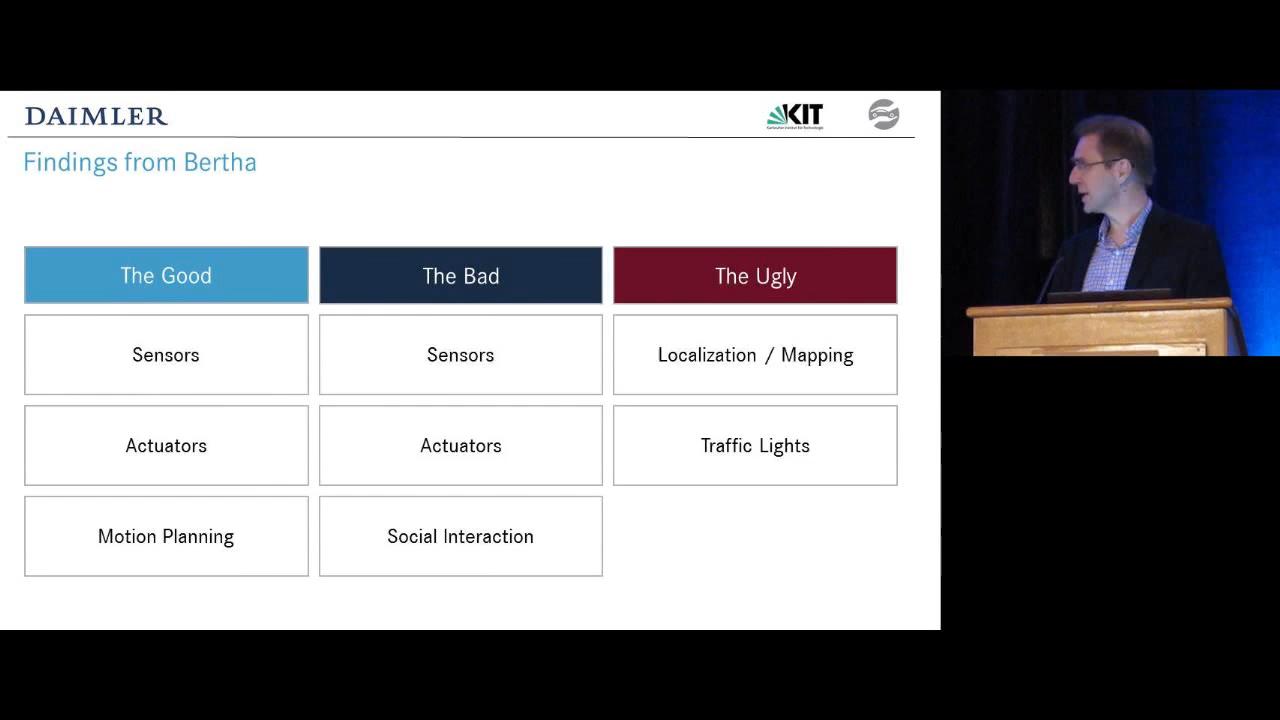 DAIMLER
KIT
Findings from Bertha
The Good
The Bad
The Ugly
Sensors
Sensors
Localization / Mapping
Actuators
Actuators
Traffic Lights
Motion Planning
Social Interaction